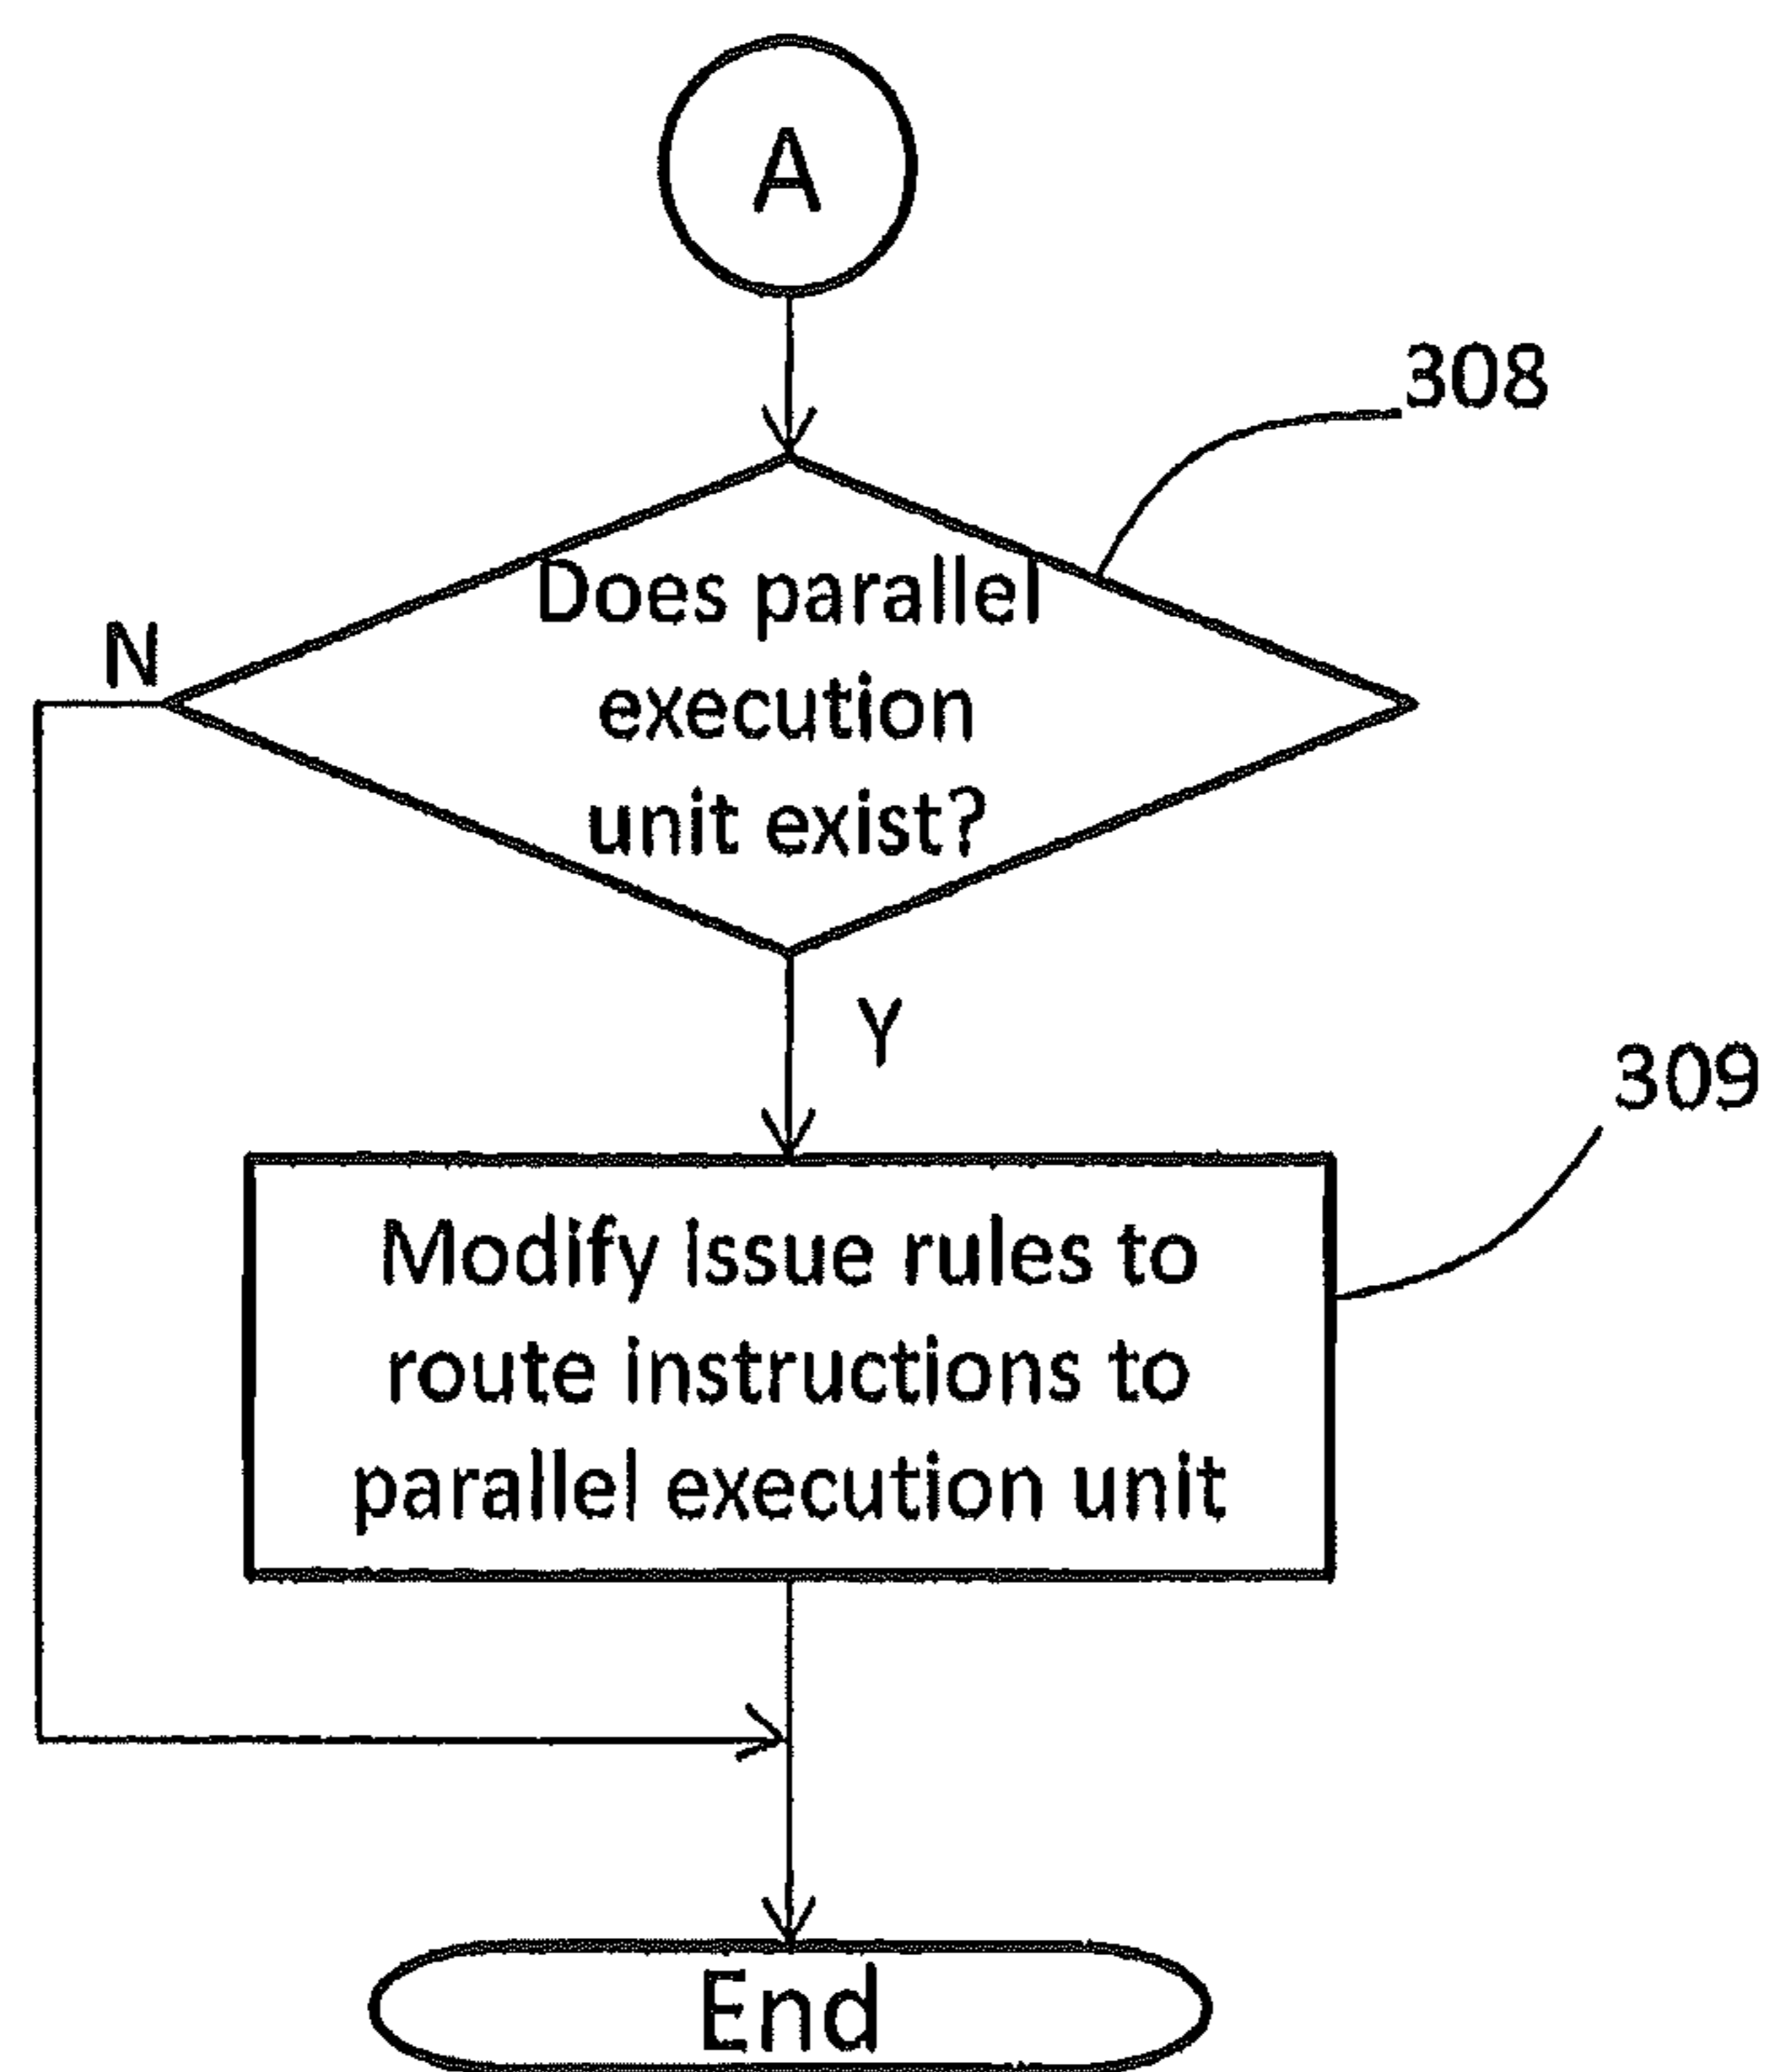 A
308
Does parallel
execution
unit exist?
N
Y
309
Modify issue rules to
route instructions to
parallel execution unit
End